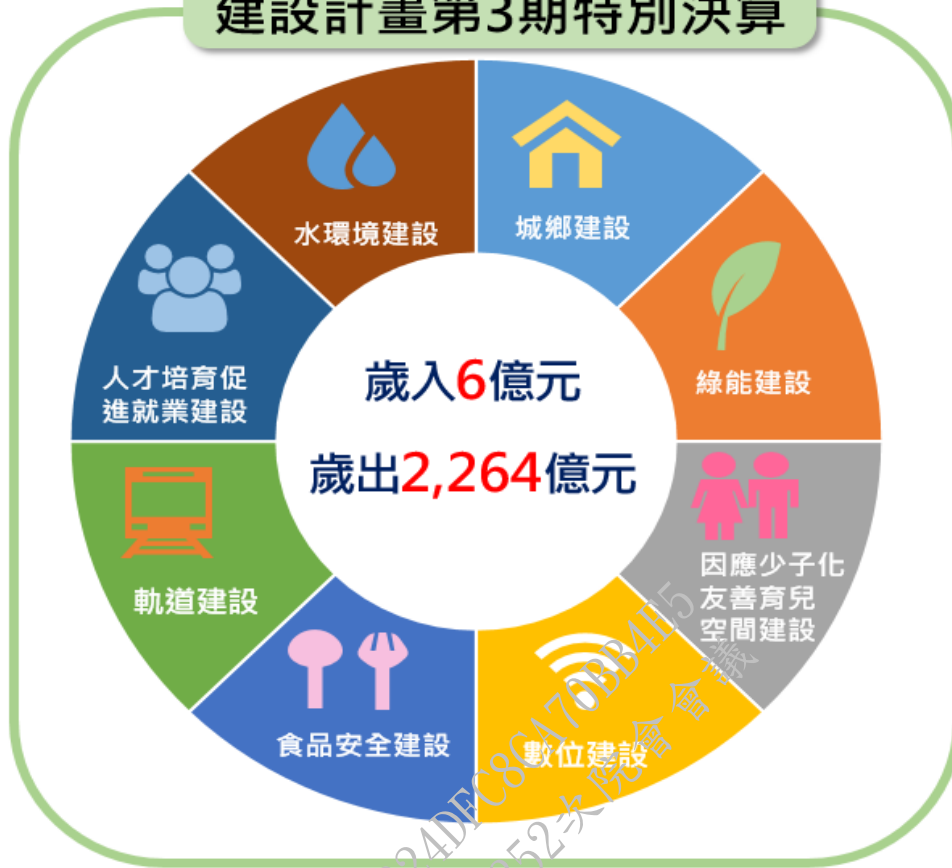 建設計畫第3期特別決算
水環境建設
城鄉建設
綠能建設
因應少子化
友善育兒
空間建設
數位建設
食品安全建設
軌道建設
人才培育促
進就業建設
歲入6億元
歲出2,264億元